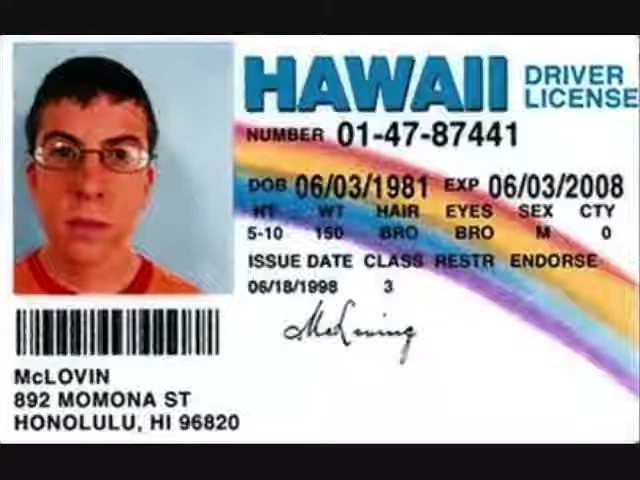 HAWAII DRIVER
LICENSE
NUMBER 01-47-87441
DOB 06/03/1981 EXP 06/03/2008
HT WT HAIR EYES SEX CTY
5-10 150 BRO BRO M 0
ISSUE DATE CLASS RESTR ENDORSE
06/18/1998 3
McLoving
McLOVIN
892 MOMONA ST
HONOLULU, HI 96820